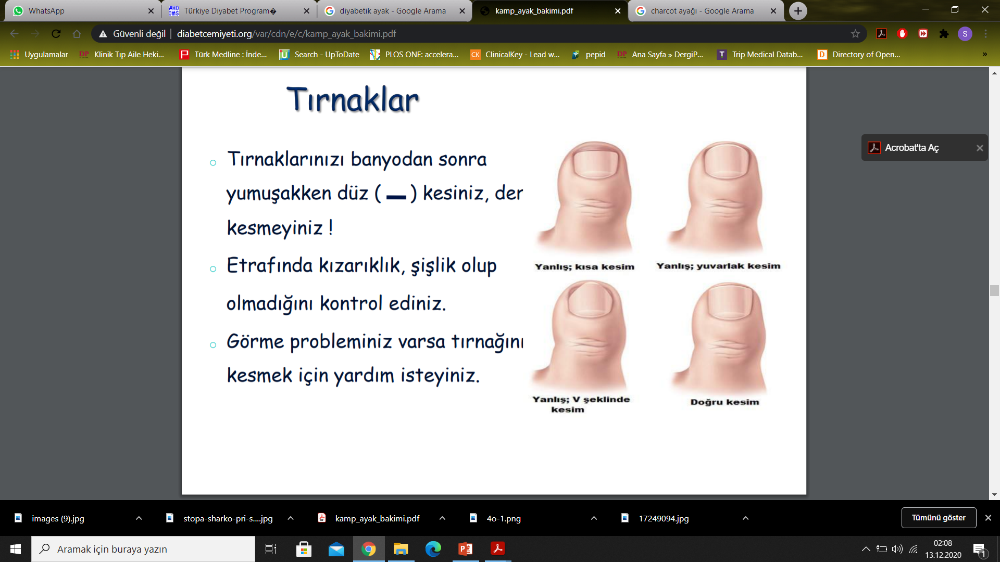 WhatsApp
Türkiye Diyabet Program�
diyabetik ayak - Google Arama
kamp_ayak_bakimi.pdf
charcot ayağı - Google Arama
Güvenli değil | diabetcemiyeti.org/var/cdn/e/c/kamp_ayak_bakimi.pdf
S
Uygulamalar
DP Klinik Tıp Aile Heki...
Türk Medline : İnde...
Search - UpToDate
PLOS ONE: accelera...
CK ClinicalKey - Lead w...
pepid
DP Ana Sayfa » DergiP...
T Trip Medical Datab...
D Directory of Open...
»
Tırnaklar
Acrobat'ta Aç
Tırnaklarınızı banyodan sonra
yumuşakken düz ( – ) kesiniz, der
kesmeyiniz !
Etrafında kızarıklık, şişlik olup
olmadığını kontrol ediniz.
Görme probleminiz varsa tırnağını
kesmek için yardım isteyiniz.
Yanlış; kısa kesim
Yanlış; yuvarlak kesim
Yanlış; V şeklinde
kesim
Doğru kesim
images (9).jpg
stopa-sharko-pri-s....jpg
kamp_ayak_bakimi.pdf
4o-1.png
17249094.jpg
Tümünü göster
Aramak için buraya yazın
02:08
13.12.2020
1